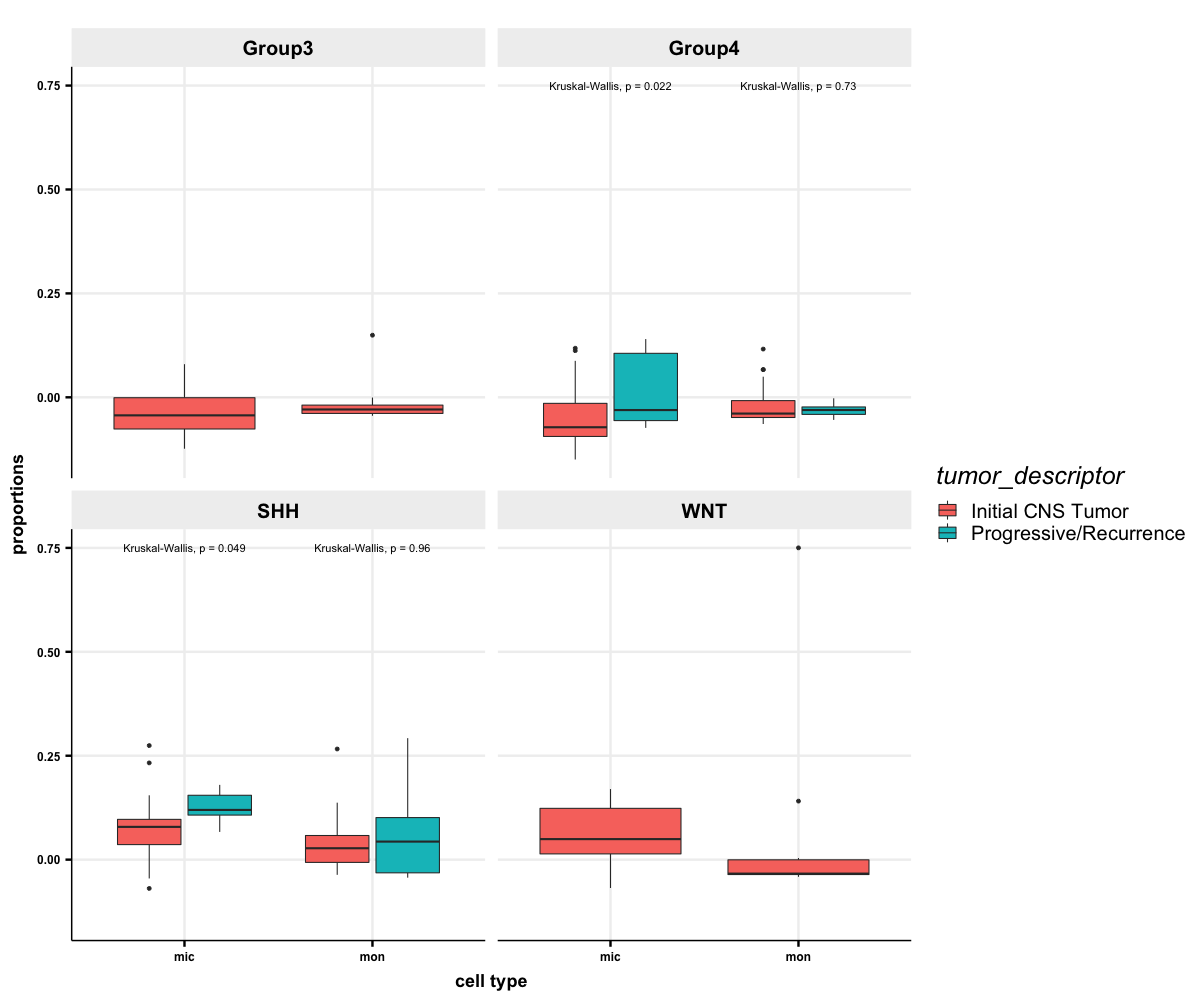 Group3
Group4
0.75
Kruskal-Wallis, p = 0.022
Kruskal-Wallis, p = 0.73
0.50
0.25
0.00
SHH
WNT
0.75
Kruskal-Wallis, p = 0.049
Kruskal-Wallis, p = 0.96
0.50
0.25
0.00
mic
mon
mic
mon
cell type
proportions
tumor_descriptor
Initial CNS Tumor
Progressive/Recurrence